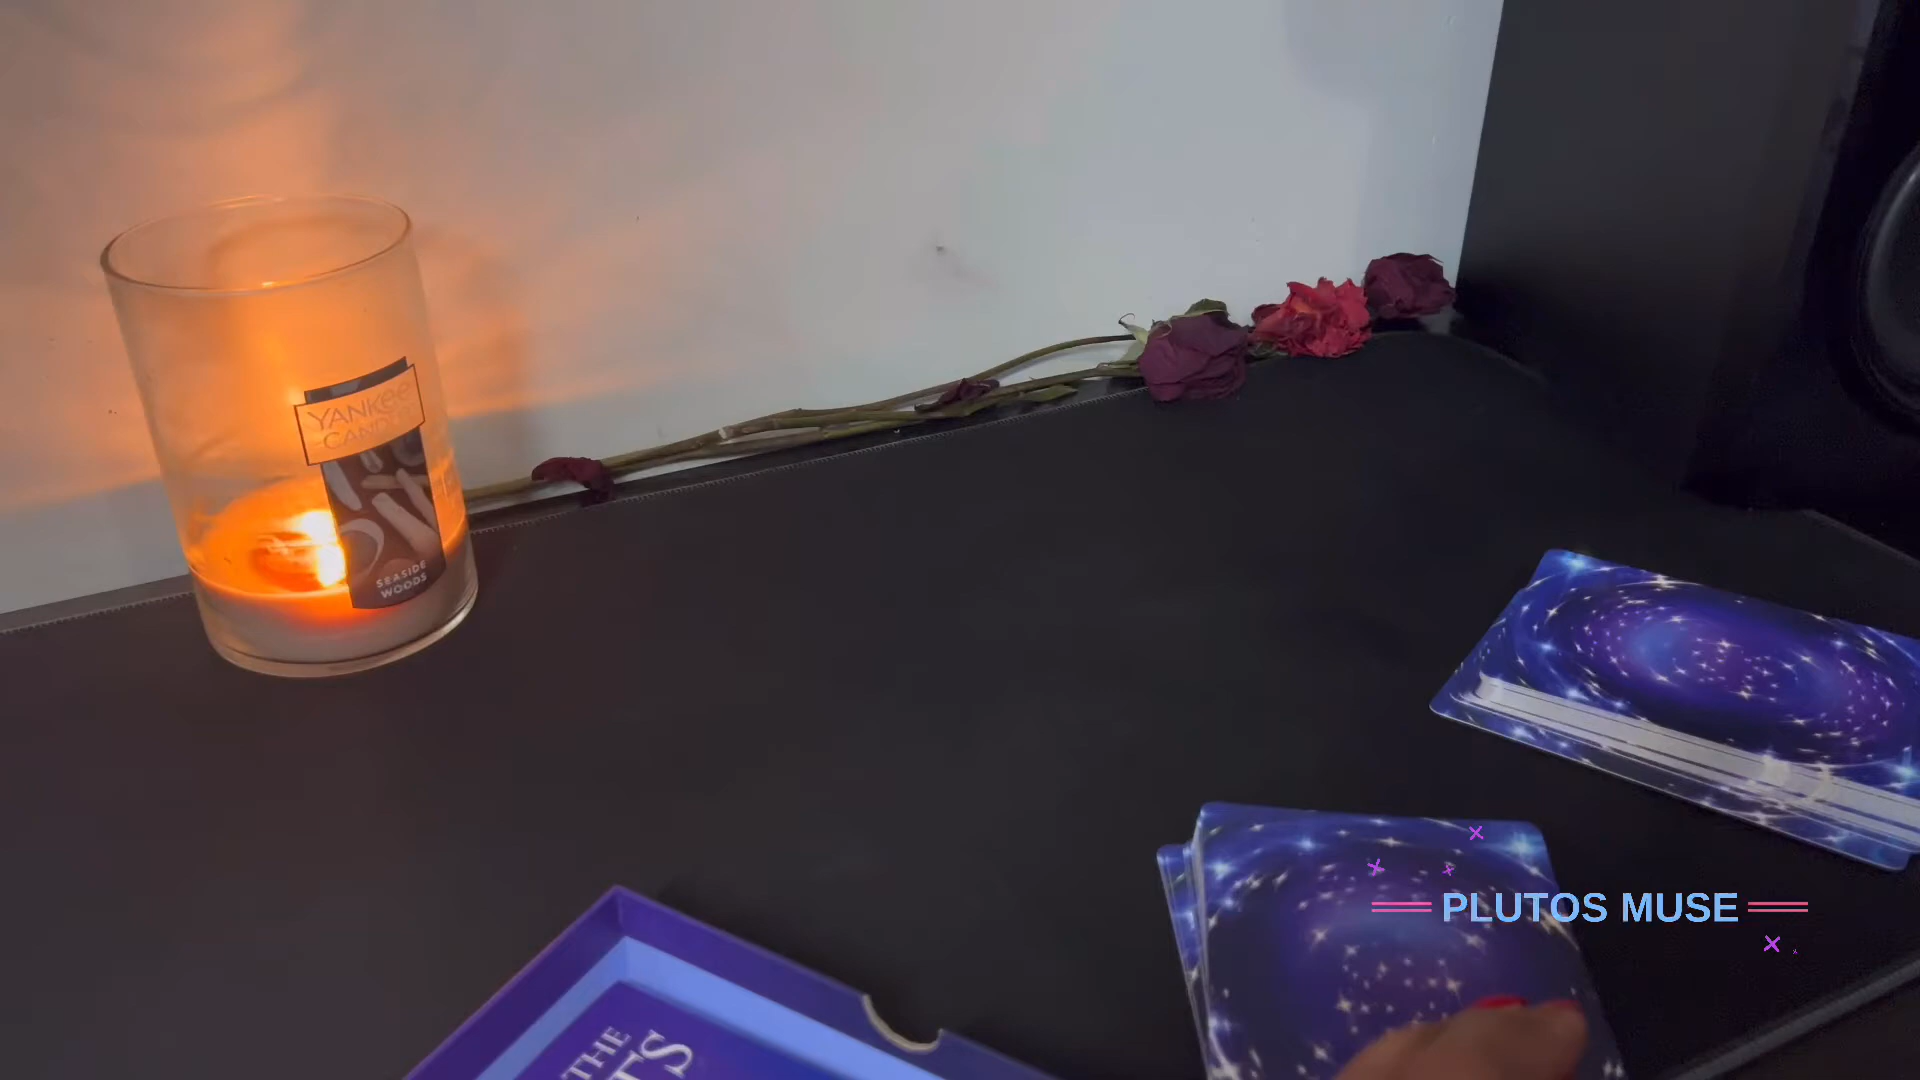 YANKEE
CANDLE
SEASIDE
WOODS
PLUTOS MUSE
THE